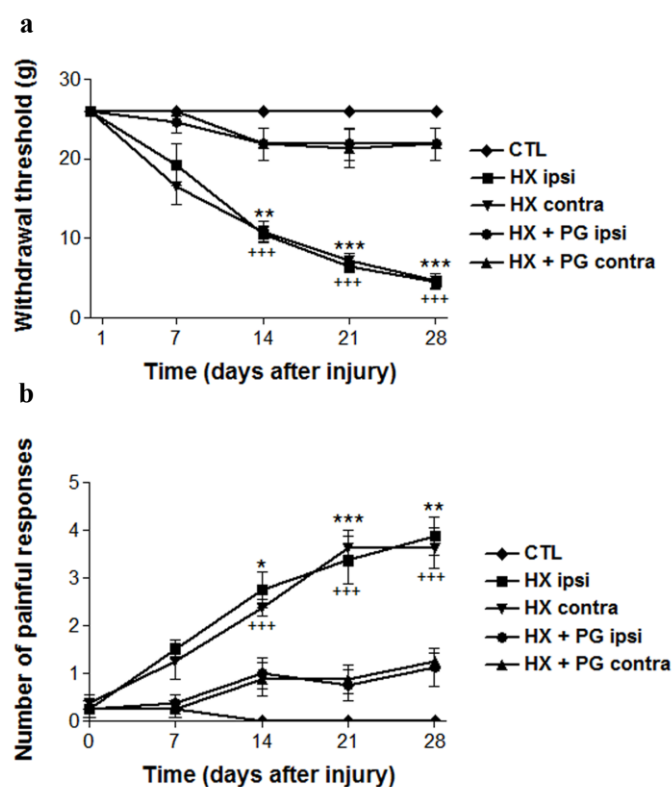 a
Withdrawal threshold (g)
30
20
10
0
**
+++
***
+++
***
+++
1 7 14 21 28
Time (days after injury)
CTL
HX ipsi
HX contra
HX + PG ipsi
HX + PG contra
b
Number of painful responses
5
4
3
2
1
0
*
+++
***
+++
**
+++
0 7 14 21 28
Time (days after injury)
CTL
HX ipsi
HX contra
HX + PG ipsi
HX + PG contra